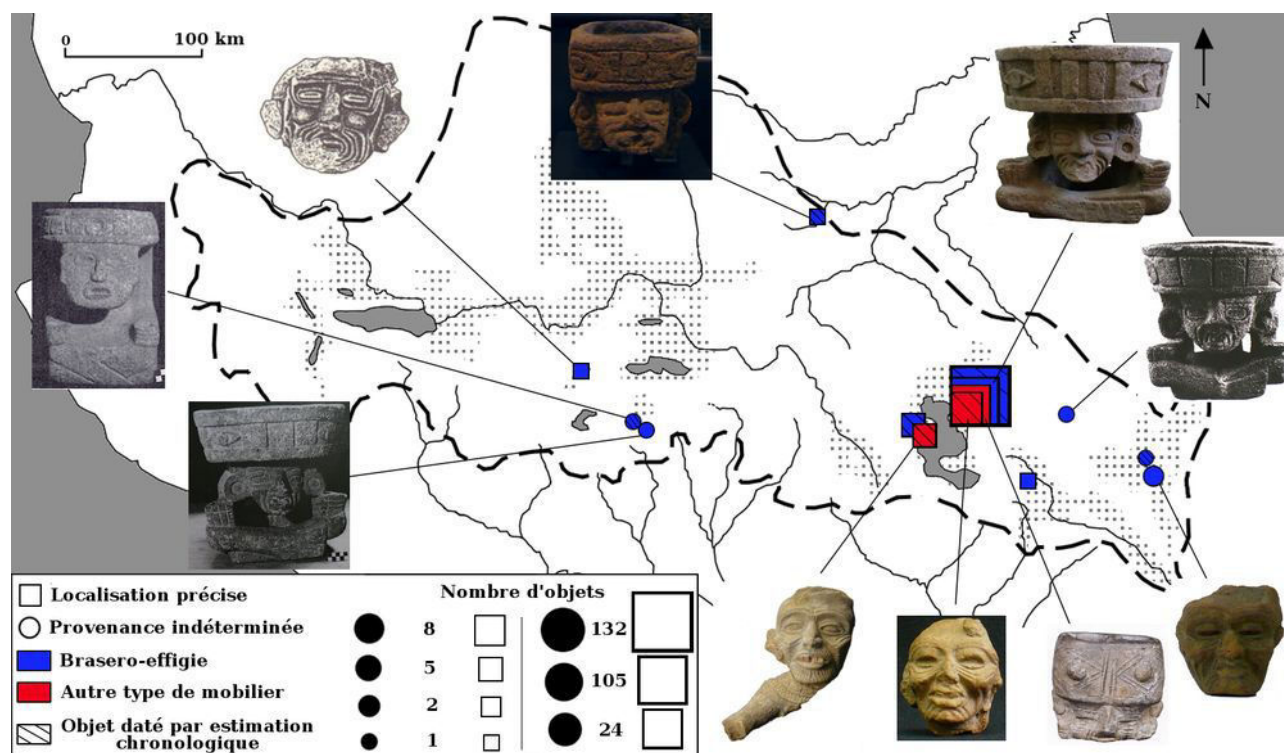 0 100 km
N
Localisation précise
Nombre d'objets
Provenance indéterminée
8
132
Brasero-effigie
5
105
Autre type de mobilier
2
24
Objet daté par estimation
chronologique
1